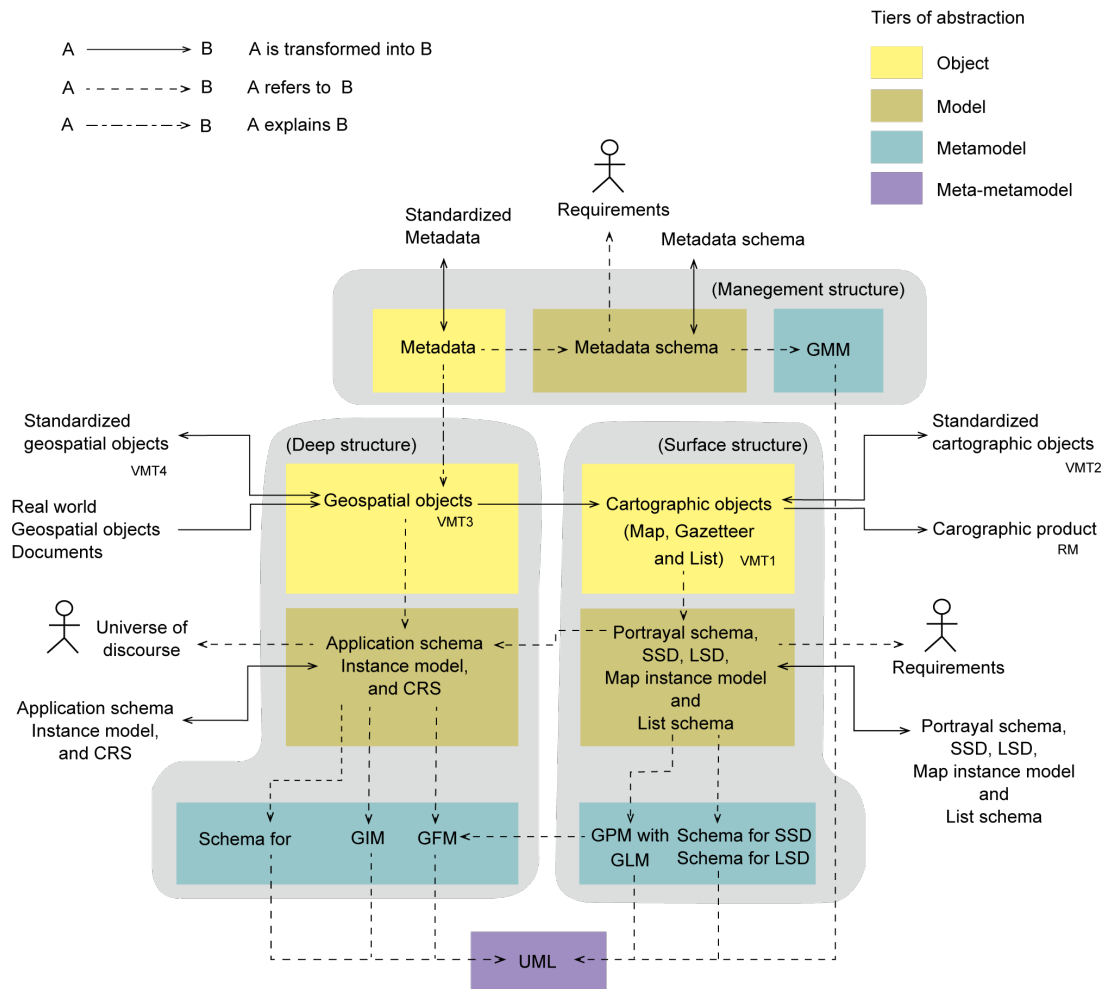 Tiers of abstraction
A B A is transformed into B
A B A refers to B
A B A explains B
Object
Model
Metamodel
Meta-metamodel
Requirements
Standardized
Metadata
Metadata schema
(Manegement structure)
Metadata
Metadata schema
GMM
Standardized
geospatial objects
VMT4
Real world
Geospatial objects
Documents
(Deep structure)
Geospatial objects
VMT3
(Surface structure)
Cartographic objects
(Map, Gazetteer
and List) VMT1
Standardized
cartographic objects
VMT2
Carographic product
RM
Universe of
discourse
Application schema
Instance model,
and CRS
Application schema
Instance model,
and CRS
Portrayal schema,
SSD, LSD,
Map instance model
and
List schema
Requirements
Portrayal schema,
SSD, LSD,
Map instance model
and
List schema
Schema for
GIM
GFM
GPM with
GLM
Schema for SSD
Schema for LSD
UML